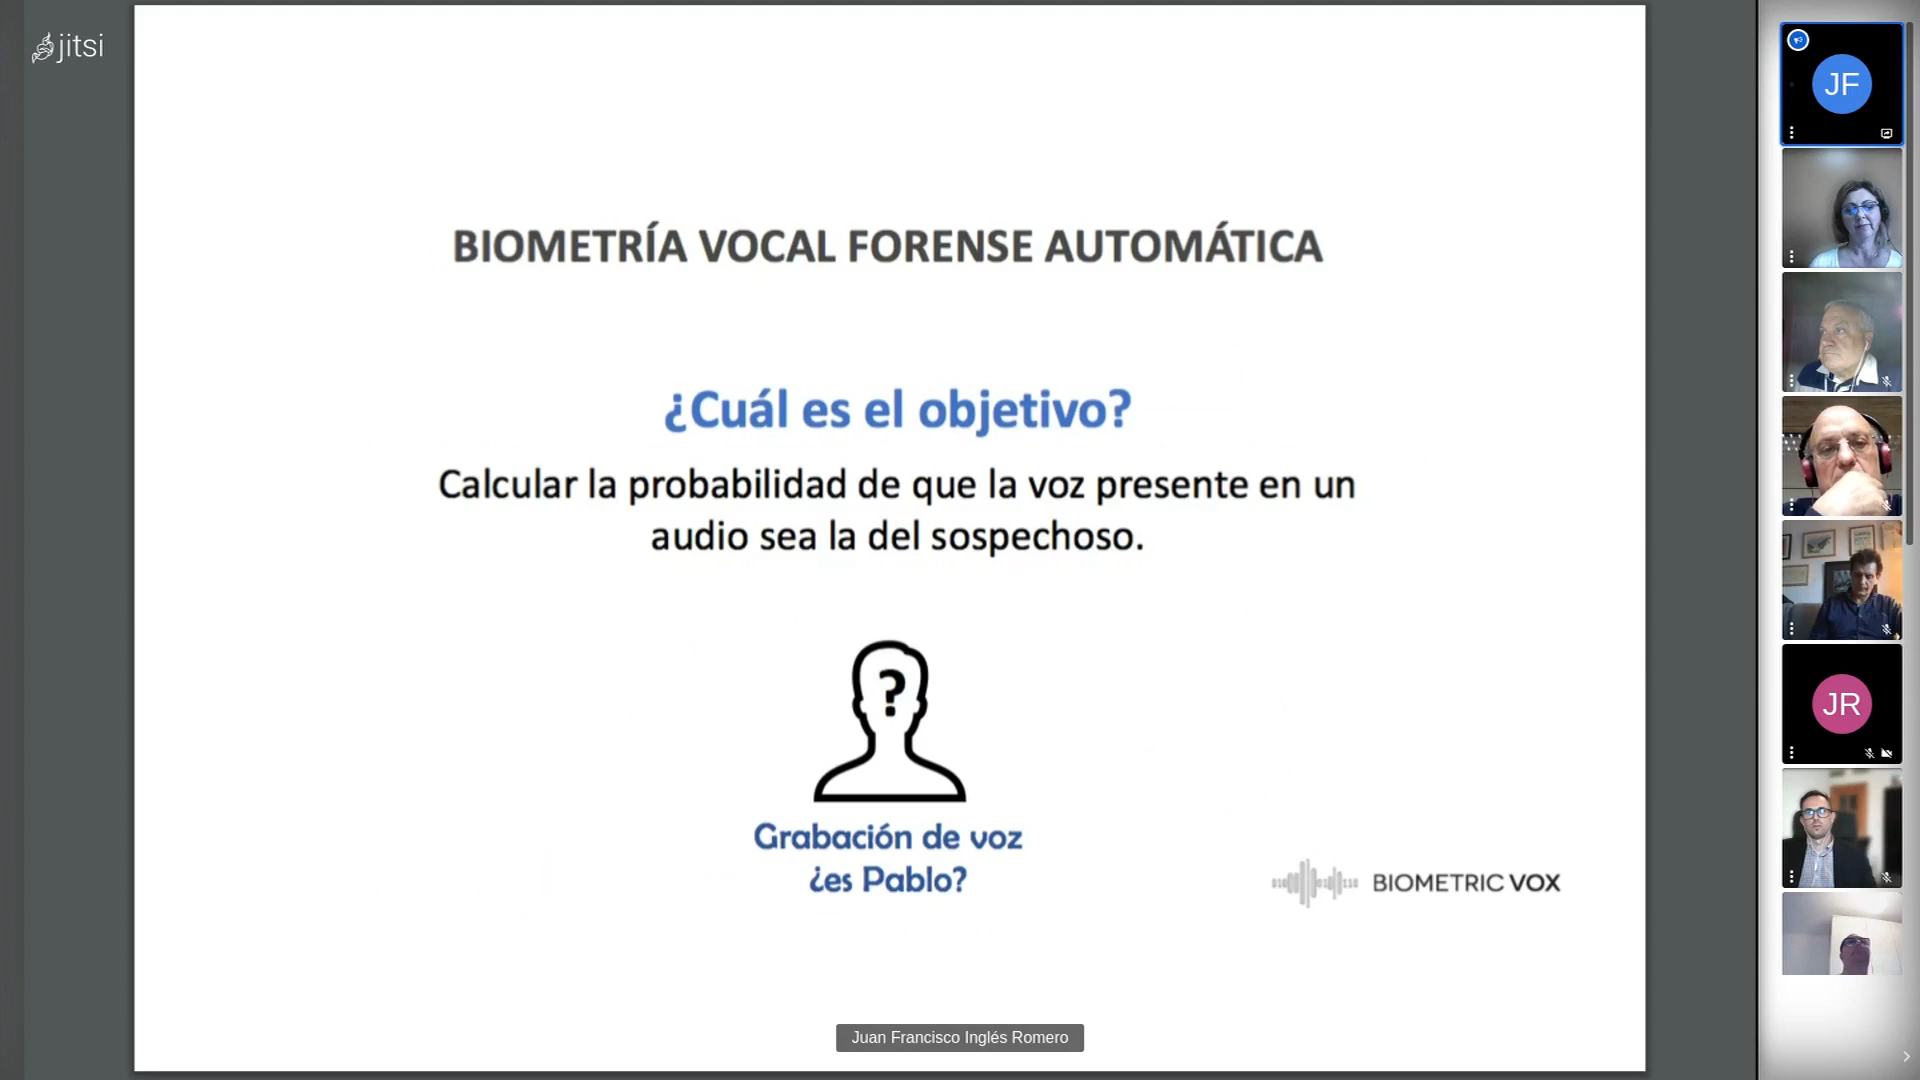 jitsi
BIOMETRÍA VOCAL FORENSE AUTOMÁTICA
¿Cuál es el objetivo?
Calcular la probabilidad de que la voz presente en un
audio sea la del sospechoso.
?
Grabación de voz
¿es Pablo?
BIOMETRIC VOX
Juan Francisco Inglés Romero
JF
JR